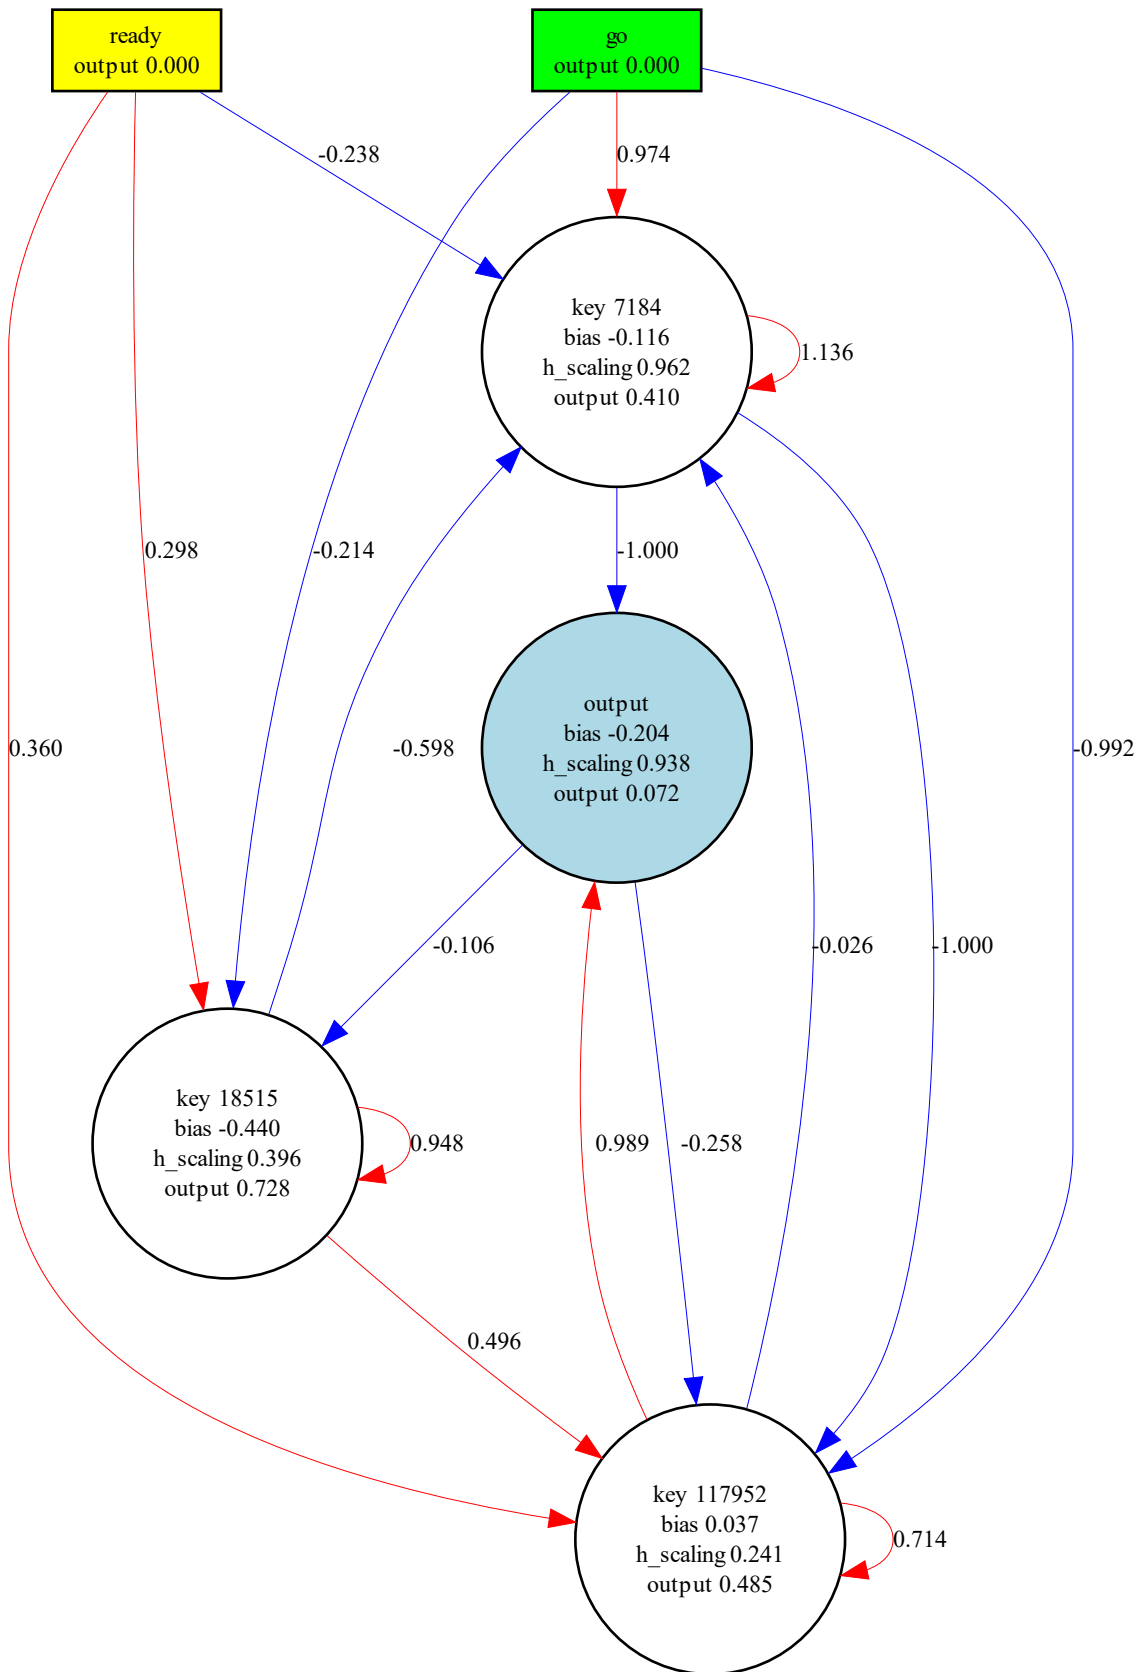 ready
output 0.000
go
output 0.000
-0.238
0.974
key 7184
bias -0.116
h_scaling 0.962
output 0.410
1.136
0.298
-0.214
-1.000
output
bias -0.204
h_scaling 0.938
output 0.072
0.360
-0.598
-0.992
-0.106
-0.026
-1.000
key 18515
bias -0.440
h_scaling 0.396
output 0.728
0.948
0.989
-0.258
0.496
key 117952
bias 0.037
h_scaling 0.241
output 0.485
0.714